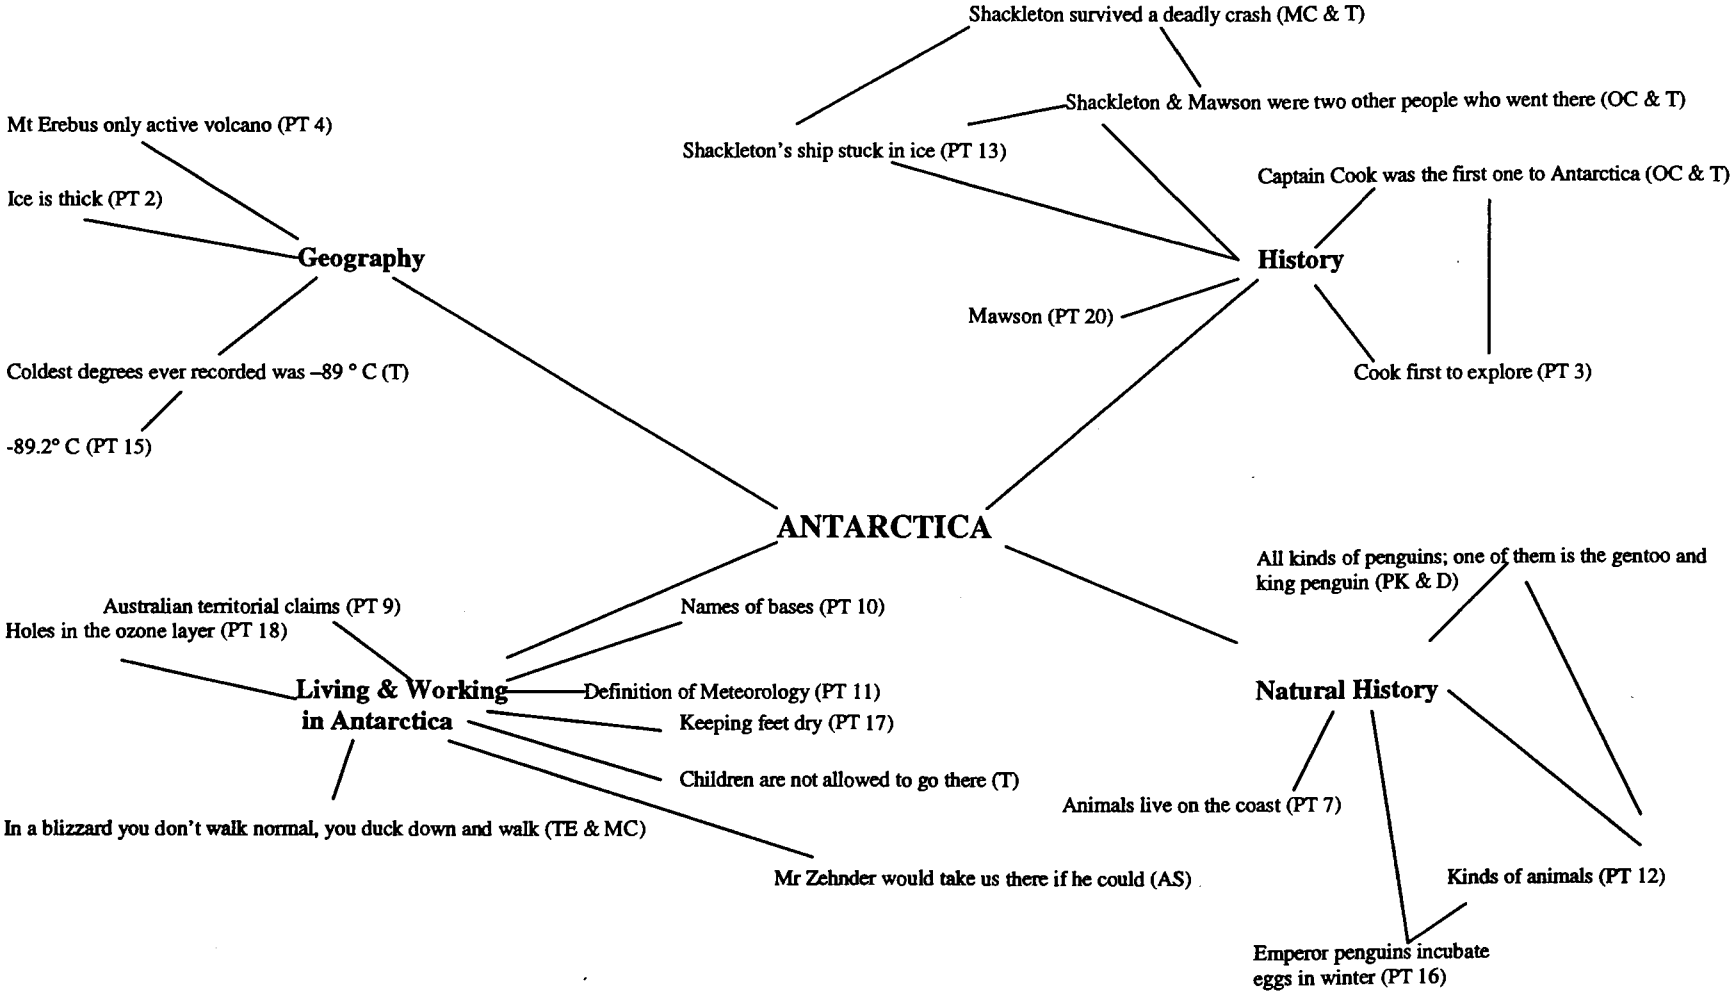 Shackleton survived a deadly crash (MC & T)
Shackleton & Mawson were two other people who went there (OC & T)
Mt Erebus only active volcano (PT 4)
Shackleton's ship stuck in ice (PT 13)
Captain Cook was the first one to Antarctica (OC & T)
Ice is thick (PT 2)
Geography
History
Mawson (PT 20)
Coldest degrees ever recorded was –89 ° C (T)
Cook first to explore (PT 3)
-89.2° C (PT 15)
ANTARCTICA
All kinds of penguins; one of them is the gentoo and
king penguin (PK & D)
Australian territorial claims (PT 9)
Names of bases (PT 10)
Holes in the ozone layer (PT 18)
Living & Working
in Antarctica
Definition of Meteorology (PT 11)
Natural History
Keeping feet dry (PT 17)
Children are not allowed to go there (T)
Animals live on the coast (PT 7)
In a blizzard you don't walk normal, you duck down and walk (TE & MC)
Mr Zehnder would take us there if he could (AS)
Kinds of animals (PT 12)
Emperor penguins incubate
eggs in winter (PT 16)